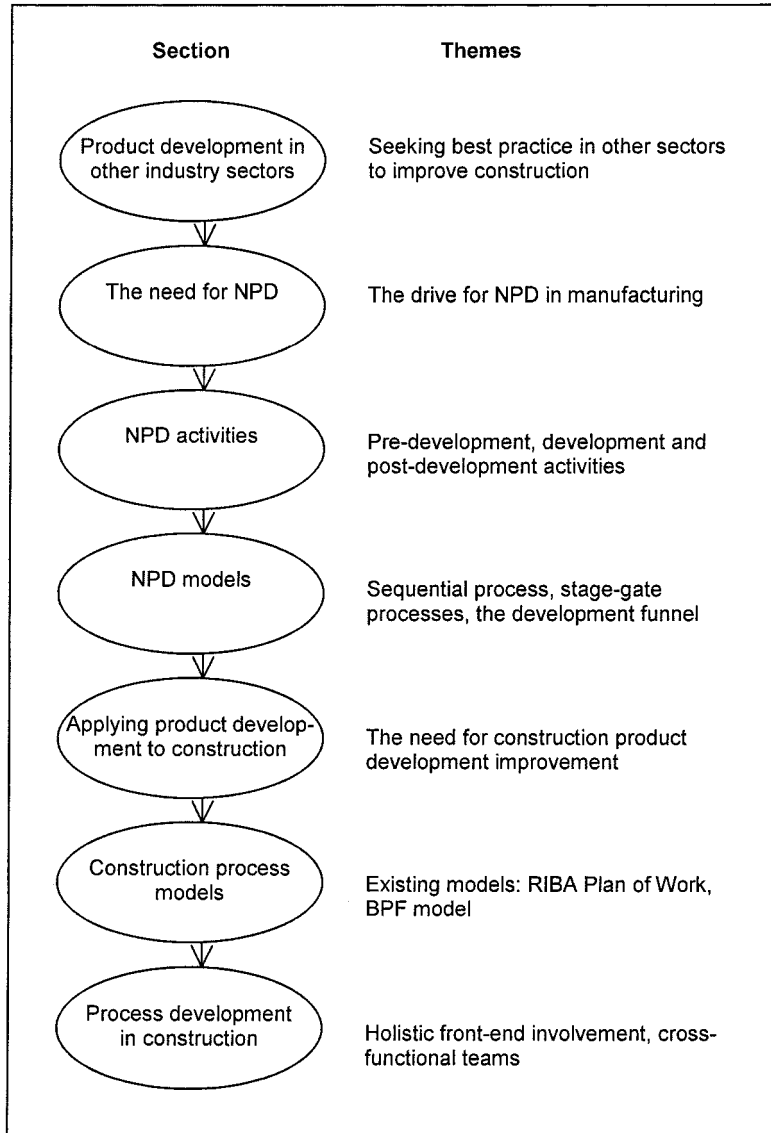 Section Themes
Product development in
other industry sectors
Seeking best practice in other sectors
to improve construction
The need for NPD
The drive for NPD in manufacturing
NPD activities
Pre-development, development and
post-development activities
NPD models
Sequential process, stage-gate
processes, the development funnel
Applying product develop-
ment to construction
The need for construction product
development improvement
Construction process
models
Existing models: RIBA Plan of Work,
BPF model
Process development
in construction
Holistic front-end involvement, cross-
functional teams